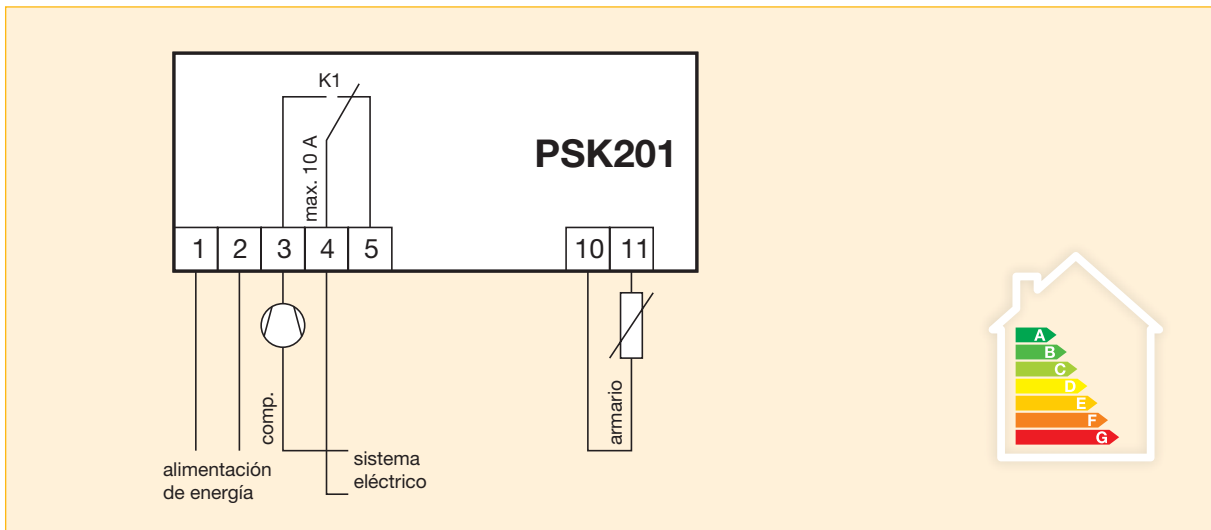 K1
max. 10 A
PSK201
1 2 3 4 5 10 11
comp.
armario
alimentación
de energía
sistema
eléctrico
A
B
C
D
E
F
G